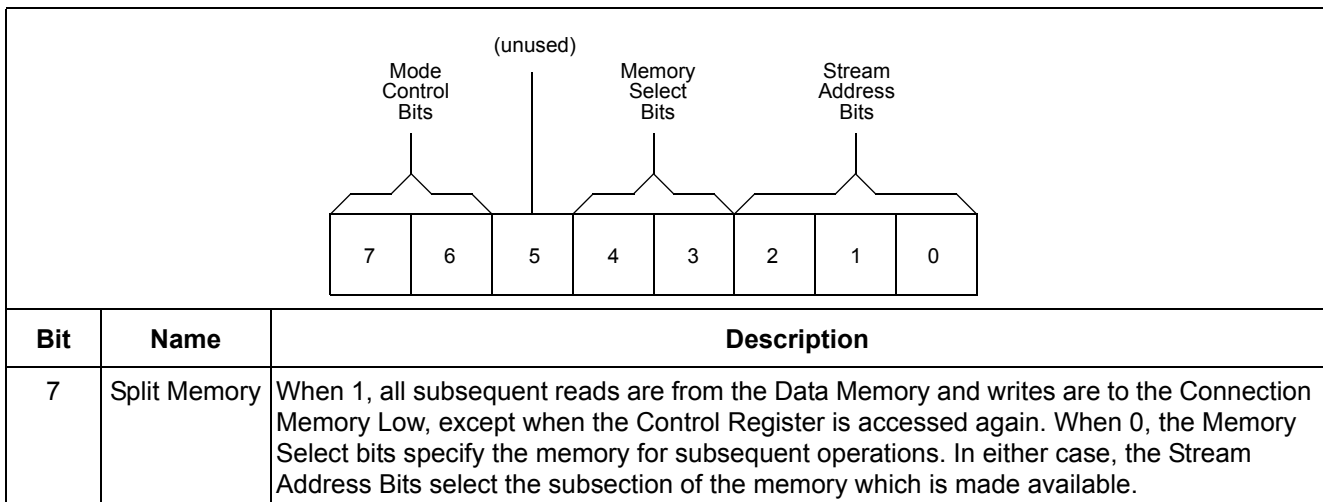 (unused)
Mode
Control
Bits
Memory
Select
Bits
Stream
Address
Bits
7 6 5 4 3 2 1 0
Bit Name Description
7 Split Memory When 1, all subsequent reads are from the Data Memory and writes are to the Connection
Memory Low, except when the Control Register is accessed again. When 0, the Memory
Select bits specify the memory for subsequent operations. In either case, the Stream
Address Bits select the subsection of the memory which is made available.